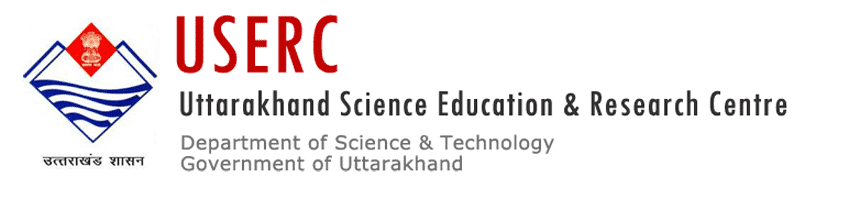 USERC
Uttarakhand Science Education & Research Centre
Department of Science & Technology
Government of Uttarakhand
उत्तराखंड शासन